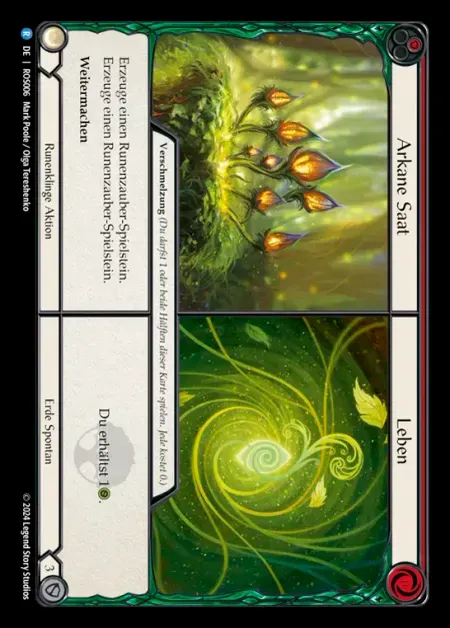 Arkane Saat
Leben
Verschmelzung (Du darfst 1 oder beide Hälften dieser Karte spielen. Jede kostet 0.)
Erzeuge einen Runenzauber-Spielstein.
Erzeuge einen Runenzauber-Spielstein.
Weitermachen
Du erhältst 1.
Runenklinge Aktion
Erde Spontan
3
R DE | ROS006 Mark Poole / Olga Tereshenko
© 2024 Legend Story Studios